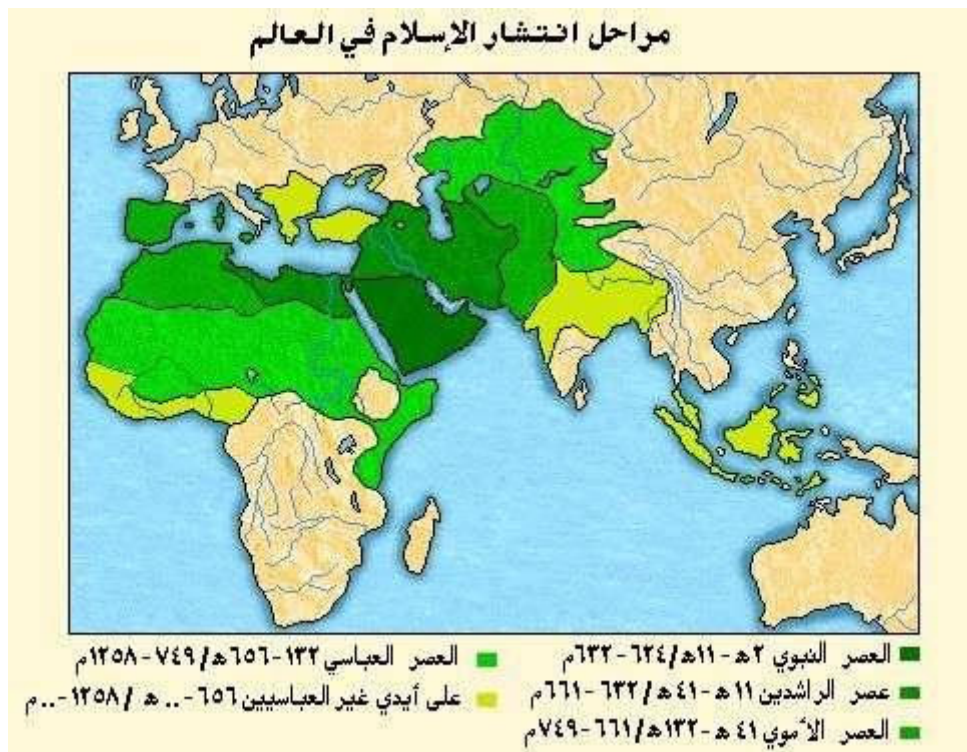 مراحل انتشار الإسلام في العالم
العصر النبوي ٢هـ-١١هـ/٦٢٤-٦٣٢م
عصر الراشدين ١١هـ-٤١هـ/٦٣٢-٦٦١م
العصر الأموي ٤١هـ-١٣٢هـ/٦٦١-٧٤٩م
العصر العباسي ١٣٢-٦٥٦هـ/٧٤٩-١٢٥٨م
على أيدي غير العباسيين ٦٥٦-..هـ/١٢٥٨-..م